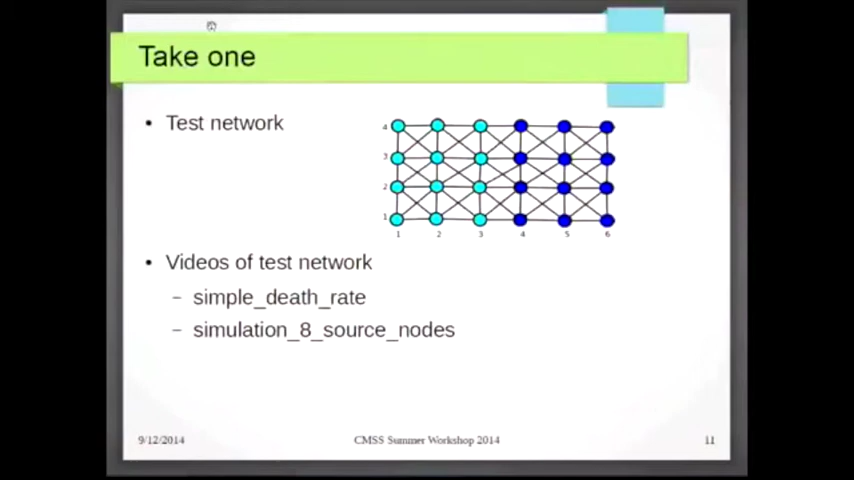 Take one
• Test network
4
3
2
1
1 2 3 4 5 6
• Videos of test network
– simple_death_rate
– simulation_8_source_nodes
9/12/2014 CMSS Summer Workshop 2014 11